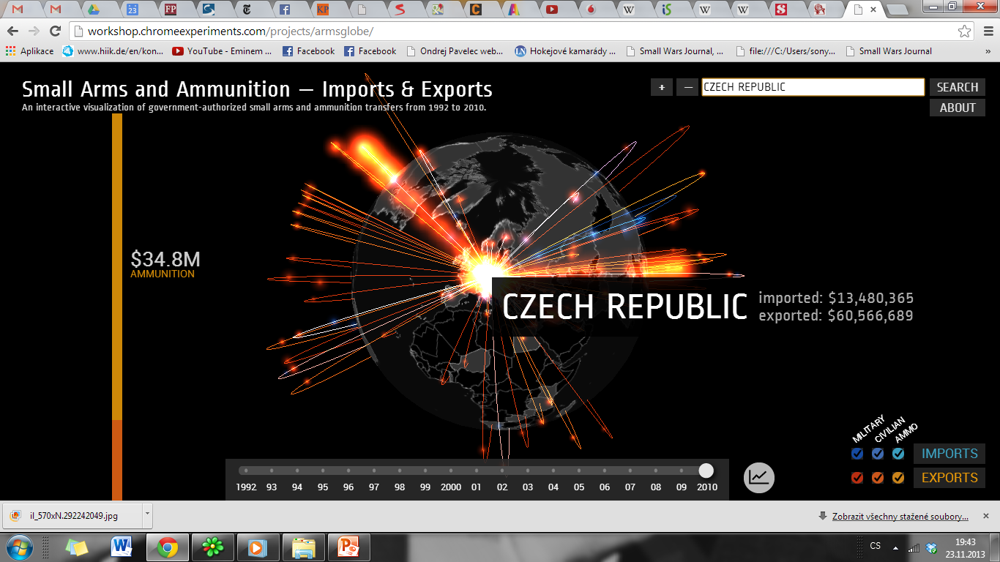 23
FP
KP
workshop.chromeexperiments.com/projects/armsglobe/
Aplikace
www.hiik.de/en/kon...
YouTube - Eminem ...
Facebook
Facebook
Ondrej Pavelec web...
Hokejové kamarády ...
Small Wars Journal, ...
file:///C:/Users/sony...
Small Wars Journal
»
Small Arms and Ammunition — Imports & Exports
An interactive visualization of government-authorized small arms and ammunition transfers from 1992 to 2010.
+
—
CZECH REPUBLIC
SEARCH
ABOUT
$34.8M
AMMUNITION
CZECH REPUBLIC
imported: $13,480,365
exported: $60,566,689
MILITARY
CIVILIAN
AMMO
IMPORTS
EXPORTS
1992 93 94 95 96 97 98 99 2000 01 02 03 04 05 06 07 08 09 2010
il_570xN.292242049.jpg
Zobrazit všechny stažené soubory...
CS
19:43
23.11.2013